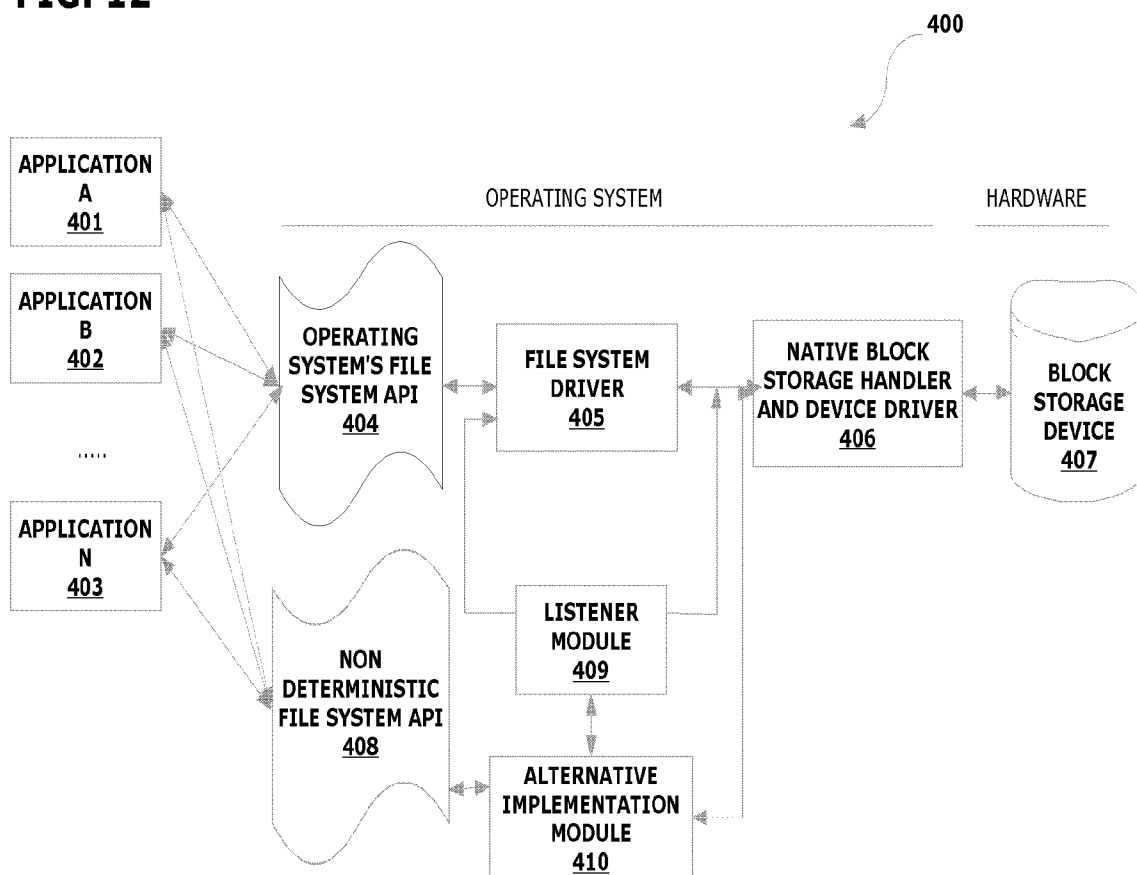 FIG. 12
400
APPLICATION
A
401
OPERATING SYSTEM
HARDWARE
APPLICATION
B
402
OPERATING
SYSTEM'S FILE
SYSTEM API
404
FILE SYSTEM
DRIVER
405
NATIVE BLOCK
STORAGE HANDLER
AND DEVICE DRIVER
406
BLOCK
STORAGE
DEVICE
407
.....
APPLICATION
N
403
NON
DETERMINISTIC
FILE SYSTEM API
408
LISTENER
MODULE
409
ALTERNATIVE
IMPLEMENTATION
MODULE
410